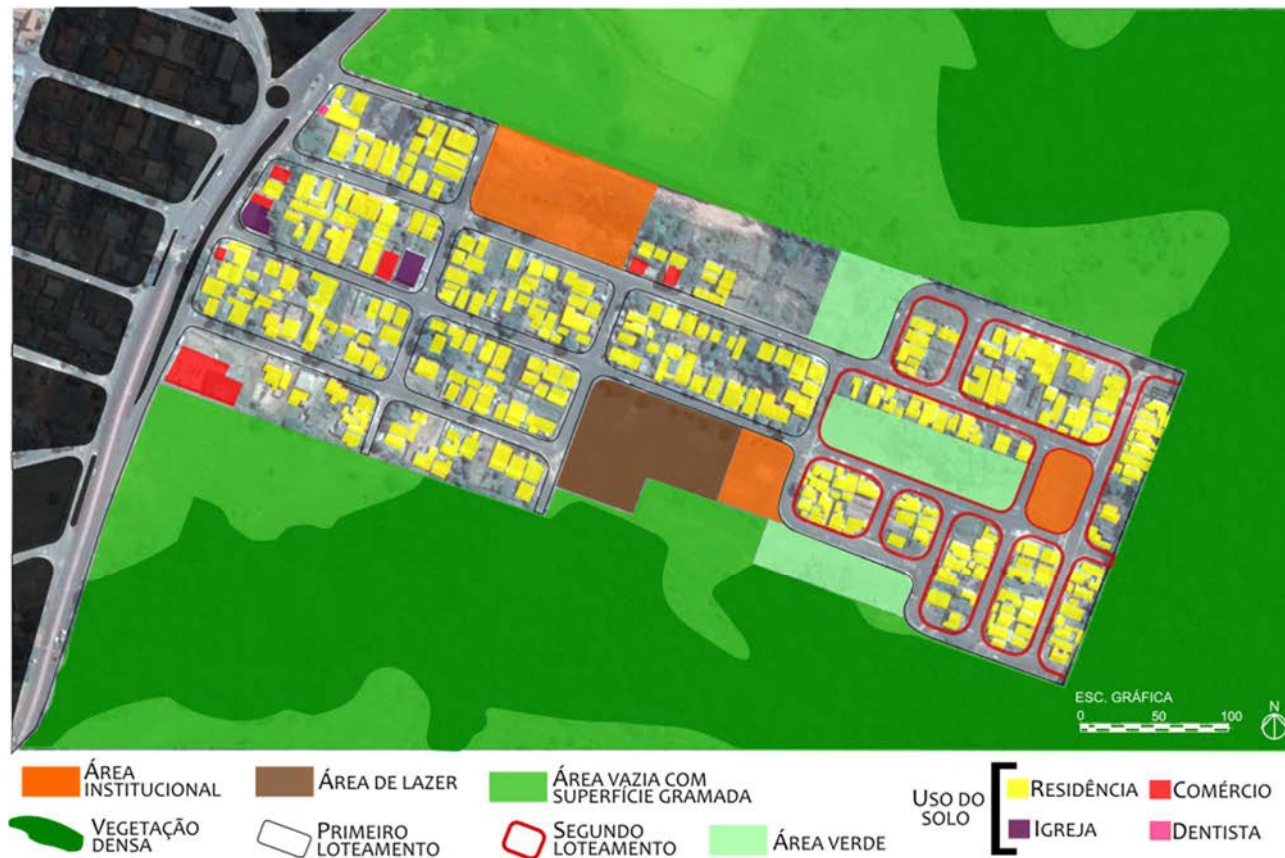 ESC. GRÁFICA
0 50 100
N
ÁREA
INSTITUCIONAL
ÁREA DE LAZER
ÁREA VAZIA COM
SUPERFÍCIE GRAMADA
VEGETAÇÃO
DENSA
PRIMEIRO
LOTEAMENTO
SEGUNDO
LOTEAMENTO
ÁREA VERDE
USO DO
SOLO
RESIDÊNCIA
COMÉRCIO
IGREJA
DENTISTA